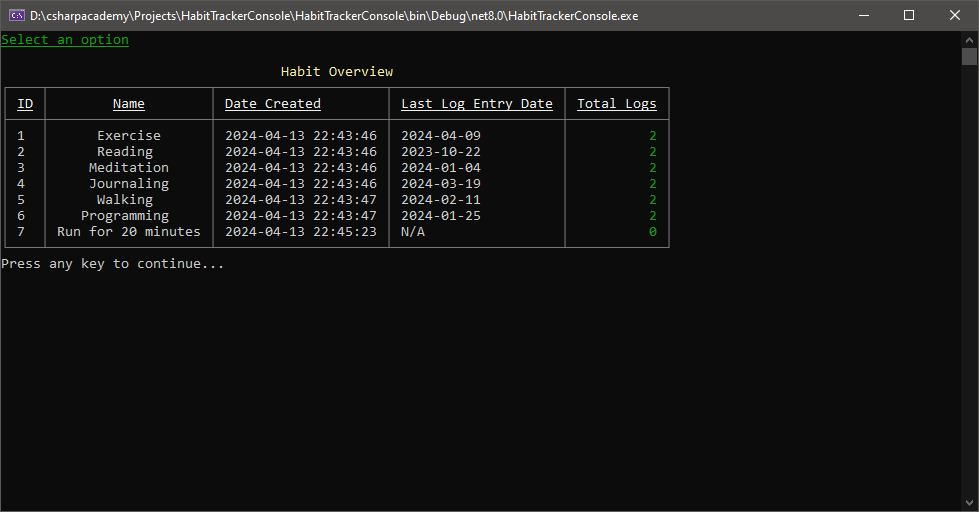 D:\csharpacademy\Projects\HabitTrackerConsole\HabitTrackerConsole\bin\Debug\net8.0\HabitTrackerConsole.exe
Select an option
Habit Overview
ID Name Date Created Last Log Entry Date Total Logs
1 Exercise 2024-04-13 22:43:46 2024-04-09 2
2 Reading 2024-04-13 22:43:46 2023-10-22 2
3 Meditation 2024-04-13 22:43:46 2024-01-04 2
4 Journaling 2024-04-13 22:43:46 2024-03-19 2
5 Walking 2024-04-13 22:43:47 2024-02-11 2
6 Programming 2024-04-13 22:43:47 2024-01-25 2
7 Run for 20 minutes 2024-04-13 22:45:23 N/A 0
Press any key to continue...